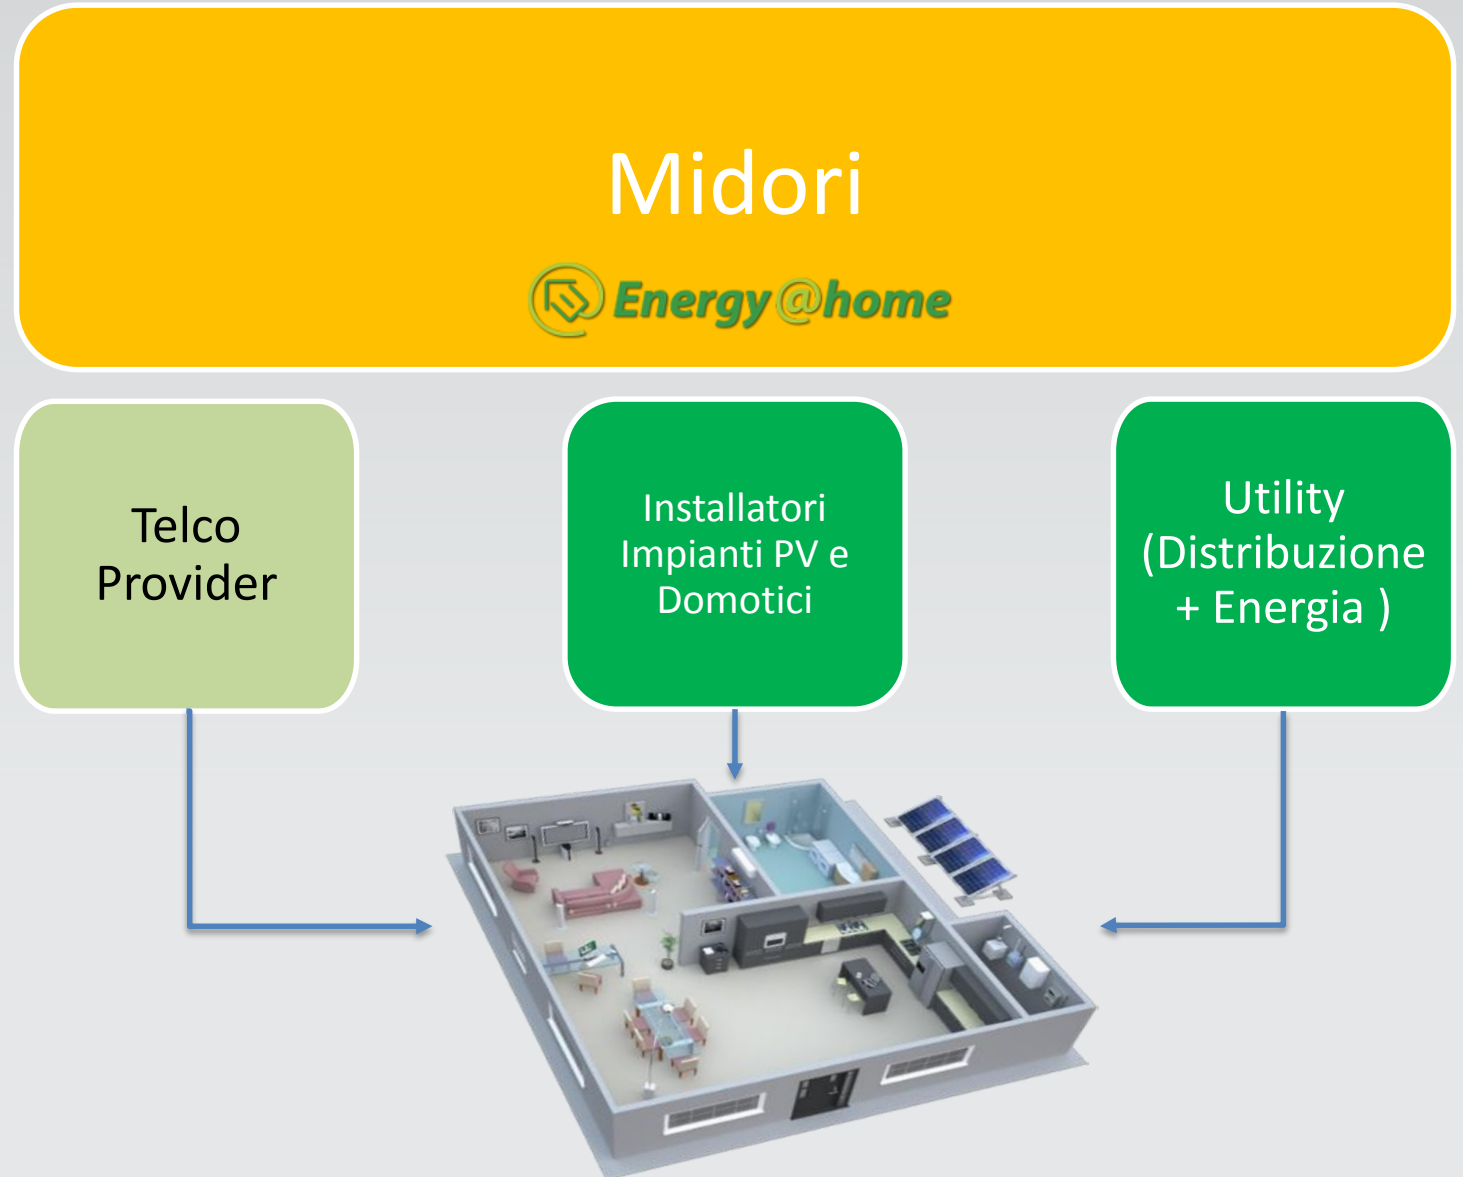 Midori
Energy@home
Telco
Provider
Installatori
Impianti PV e
Domotici
Utility
(Distribuzione
+ Energia )